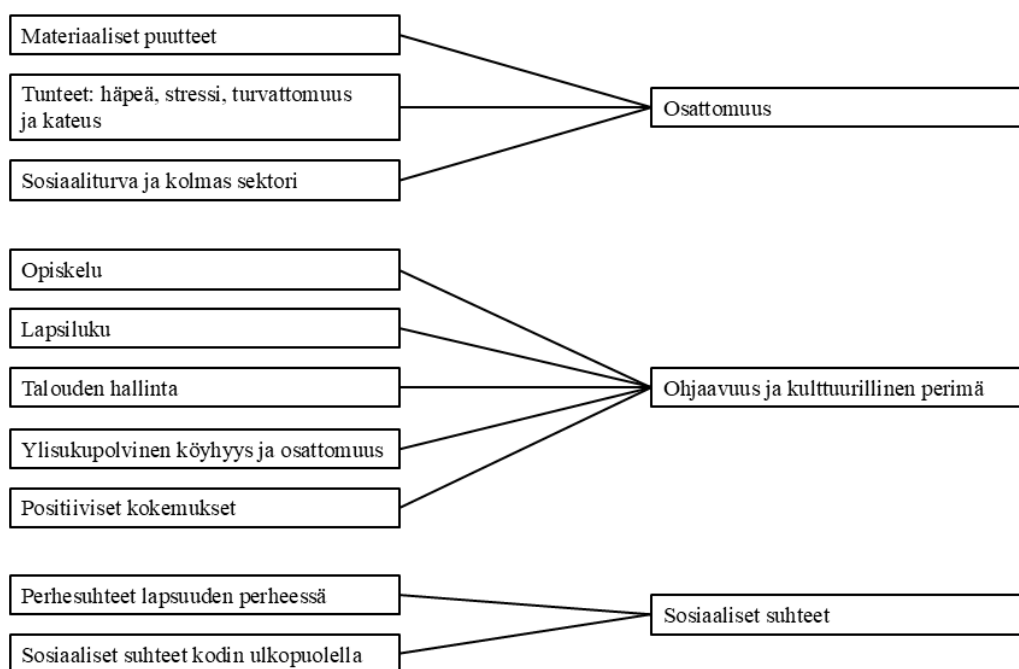 Materiaaliset puutteet
Tunteet: häpeä, stressi, turvattomuus
ja kateus
Osattomuus
Sosiaaliturva ja kolmas sektori
Opiskelu
Lapsiluku
Talouden hallinta
Ohjaavuus ja kulttuurillinen perimä
Ylisukupolvinen köyhyys ja osattomuus
Positiiviset kokemukset
Perhesuhteet lapsuuden perheessä
Sosiaaliset suhteet
Sosiaaliset suhteet kodin ulkopuolella